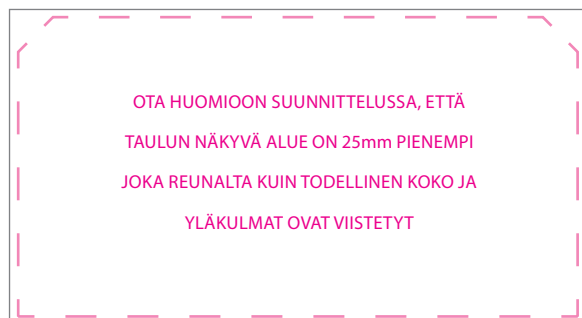 OTA HUOMIOON SUUNNITTELUSSA, ETTÄ
TAULUN NÄKYVÄ ALUE ON 25mm PIENEMPI
JOKA REUNALTA KUIN TODELLINEN KOKO JA
YLÄKULMAT OVAT VIISTETYT